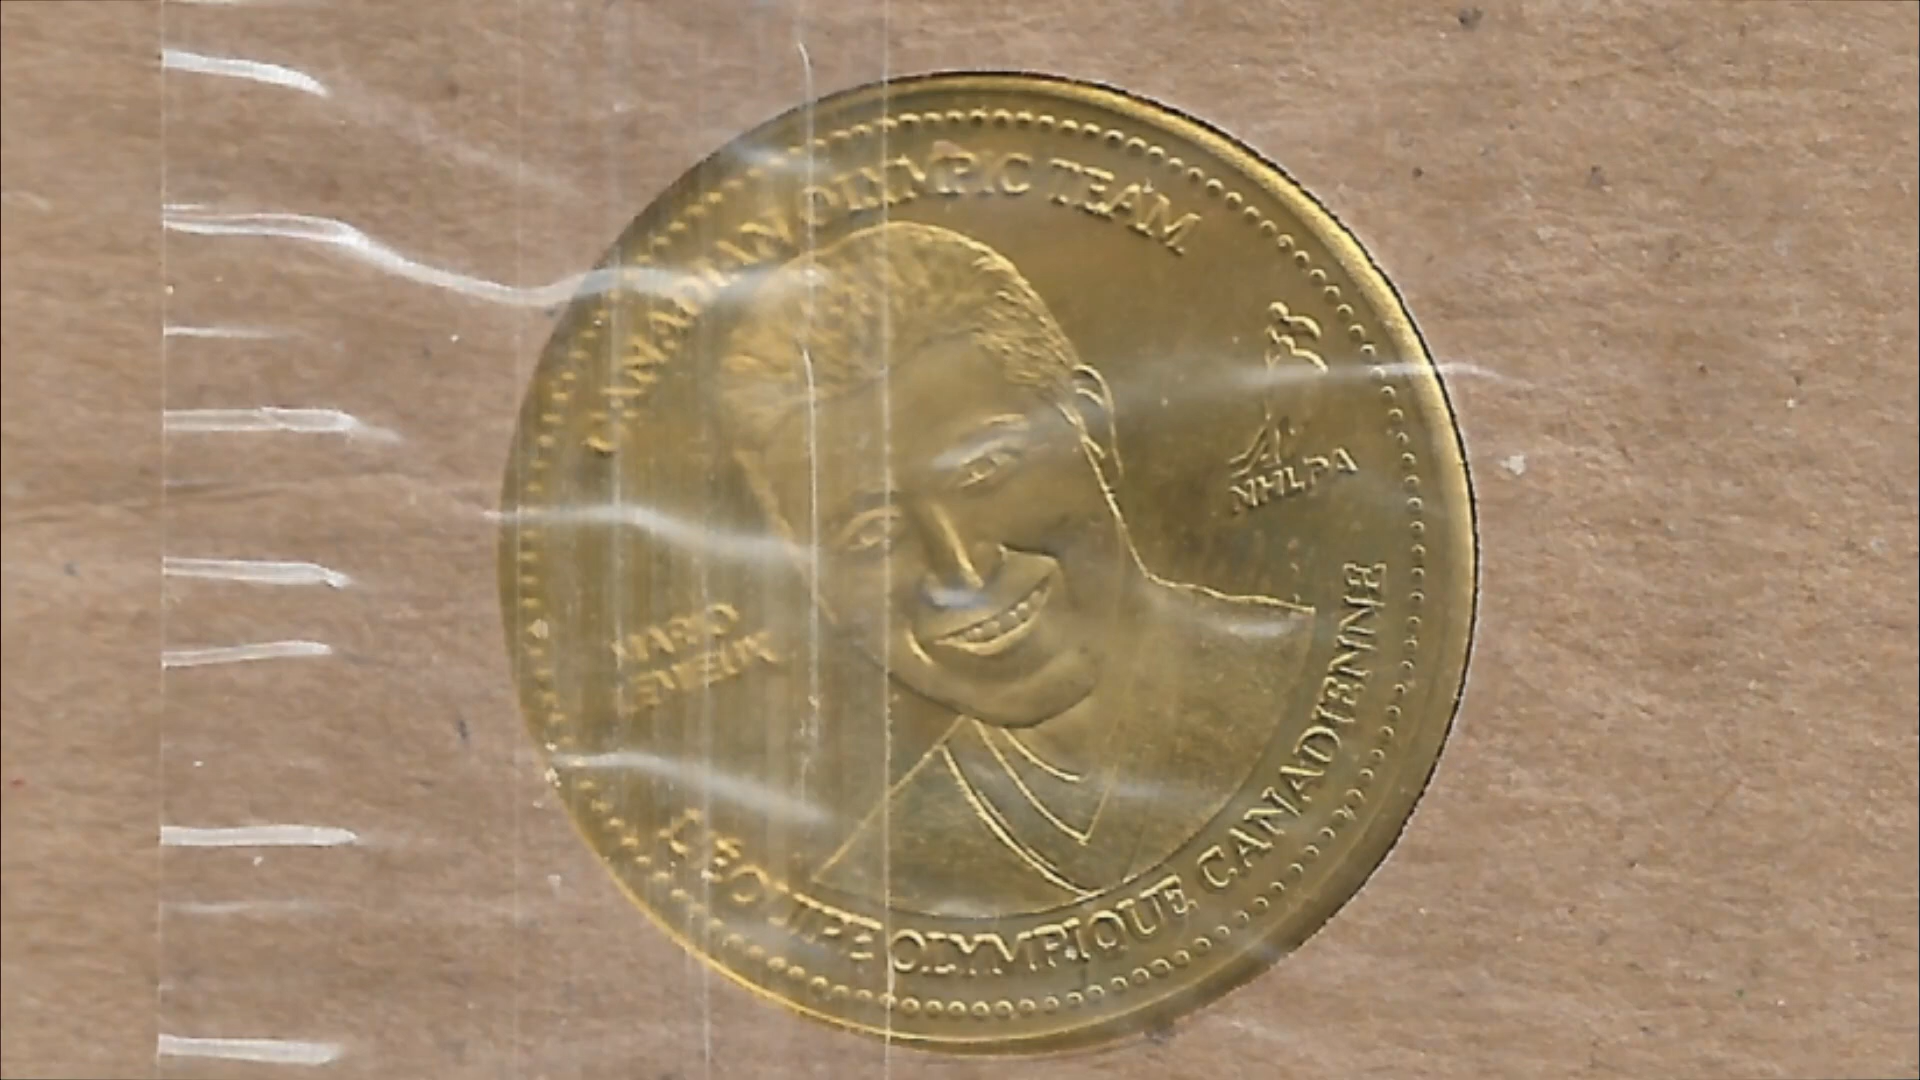 CANADIAN OLYMPIC TEAM
NHLPA
MARIO
LEMIEUX
L'ÉQUIPE OLYMPIQUE CANADIENNE